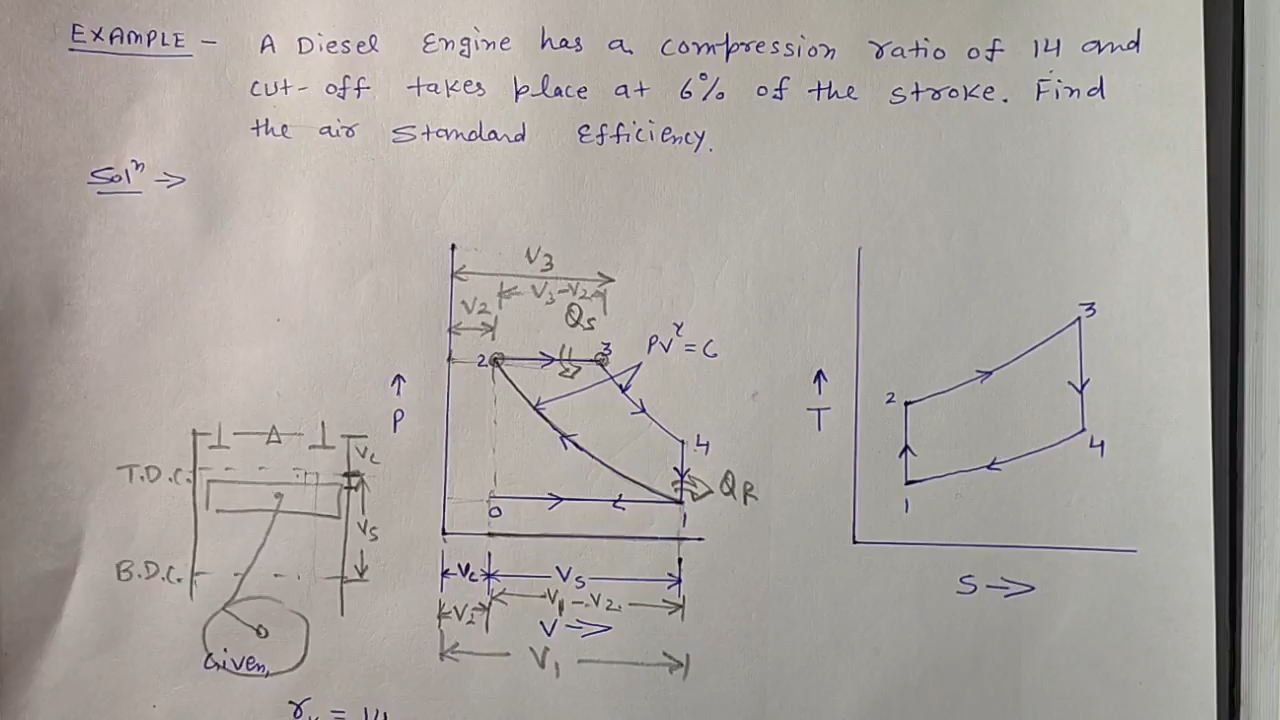 EXAMPLE - A Diesel Engine has a compression ratio of 14 and
cut-off takes place at 6% of the stroke. Find
the air standard Efficiency.
Solⁿ →
V3
V3-V2
V2
Qs
2
3
PV^γ = C
↑
P
4
QR
0
1
Vc
Vs
V1-V2
V2
V →
V1
T.D.C.
B.D.C.
Vc
Vs
Given,
↑
T
2
3
4
1
S →
rk = 14